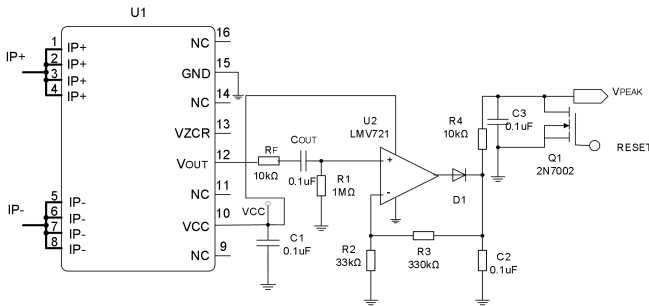 U1
IP+
1 IP+
2 IP+
3 IP+
4 IP+
IP-
5 IP-
6 IP-
7 IP-
8 IP-
NC 16
GND 15
NC 14
VZCR 13
VOUT 12
NC 11
VCC 10
NC 9
VCC
C1
0.1uF
RF
10kΩ
COUT
0.1uF
R1
1MΩ
U2
LMV721
+
-
D1
R2
33kΩ
R3
330kΩ
C2
0.1uF
R4
10kΩ
C3
0.1uF
VPEAK
Q1
2N7002
RESET